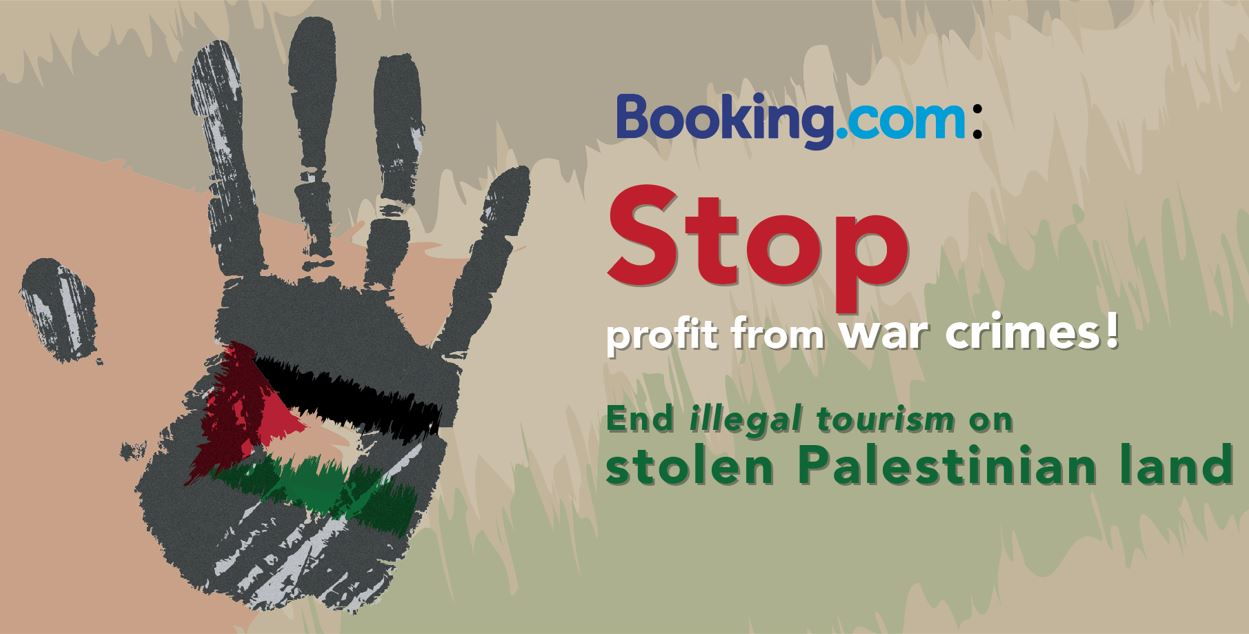 Booking.com:
Stop
profit from war crimes!
End illegal tourism on
stolen Palestinian land